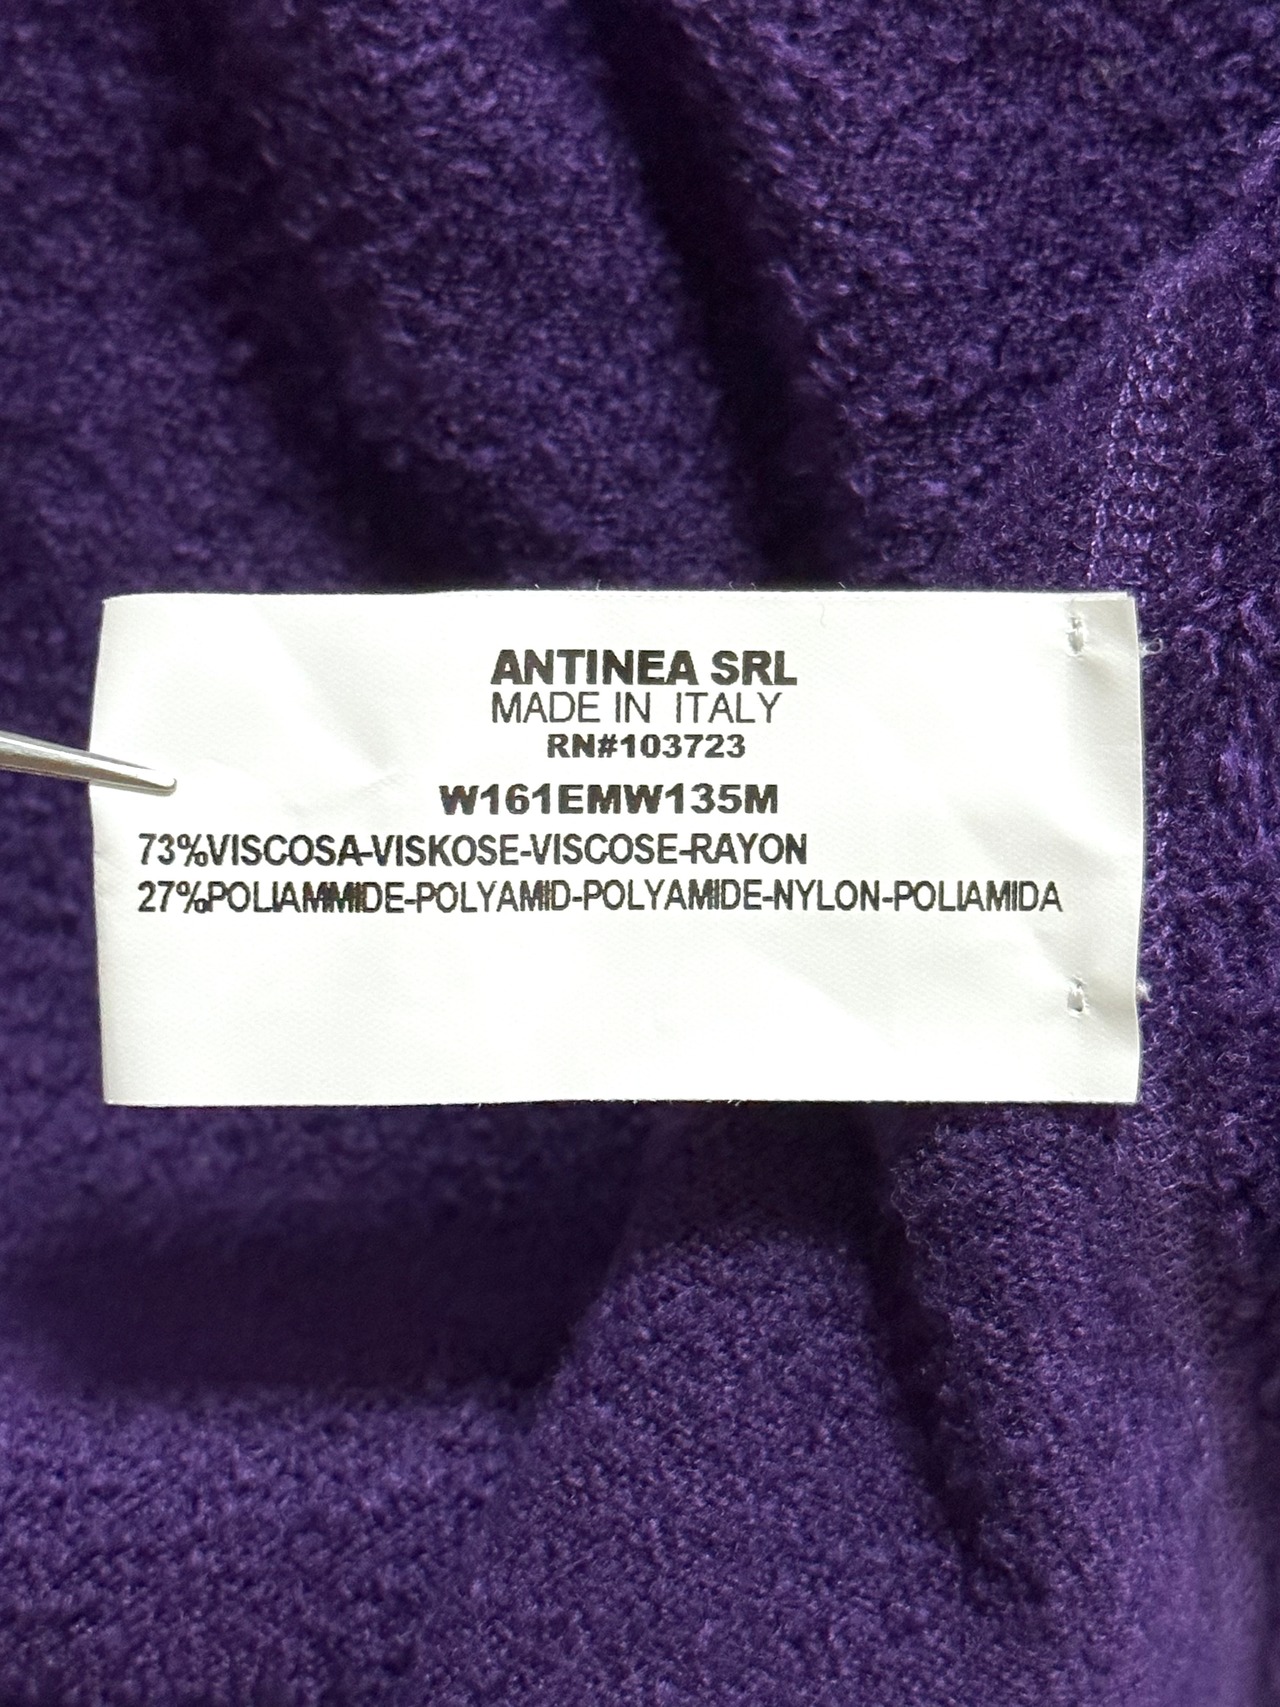 ANTINEA SRL
MADE IN ITALY
RN#103723
W161EMW135M
73%VISCOSA-VISKOSE-VISCOSE-RAYON
27%POLIAMMIDE-POLYAMID-POLYAMIDE-NYLON-POLIAMIDA